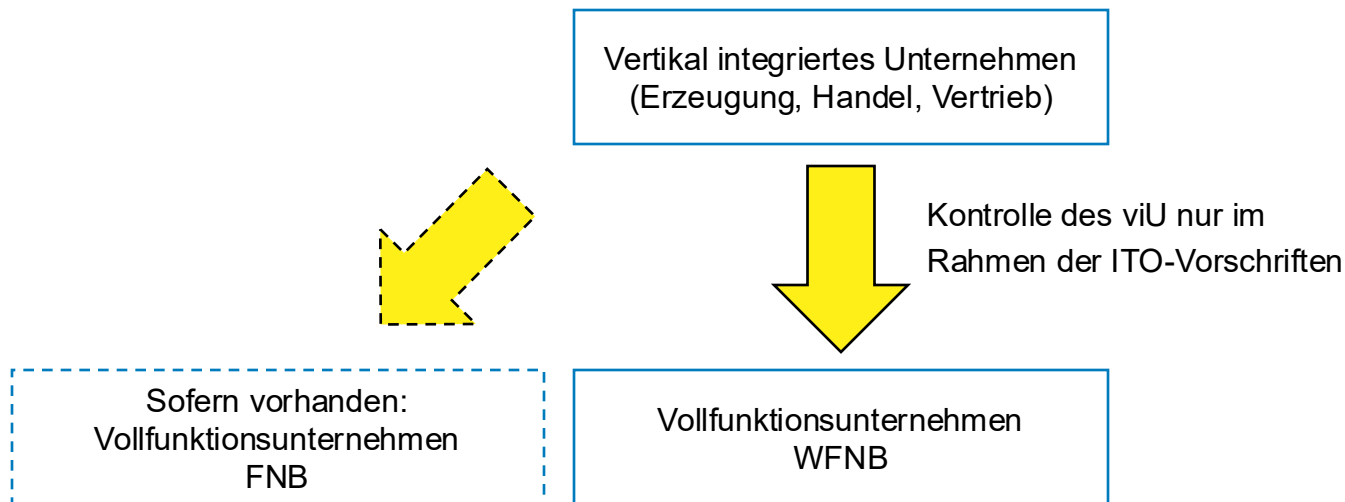 Vertikal integriertes Unternehmen
(Erzeugung, Handel, Vertrieb)
Kontrolle des viU nur im
Rahmen der ITO-Vorschriften
Sofern vorhanden:
Vollfunktionsunternehmen
FNB
Vollfunktionsunternehmen
WFNB